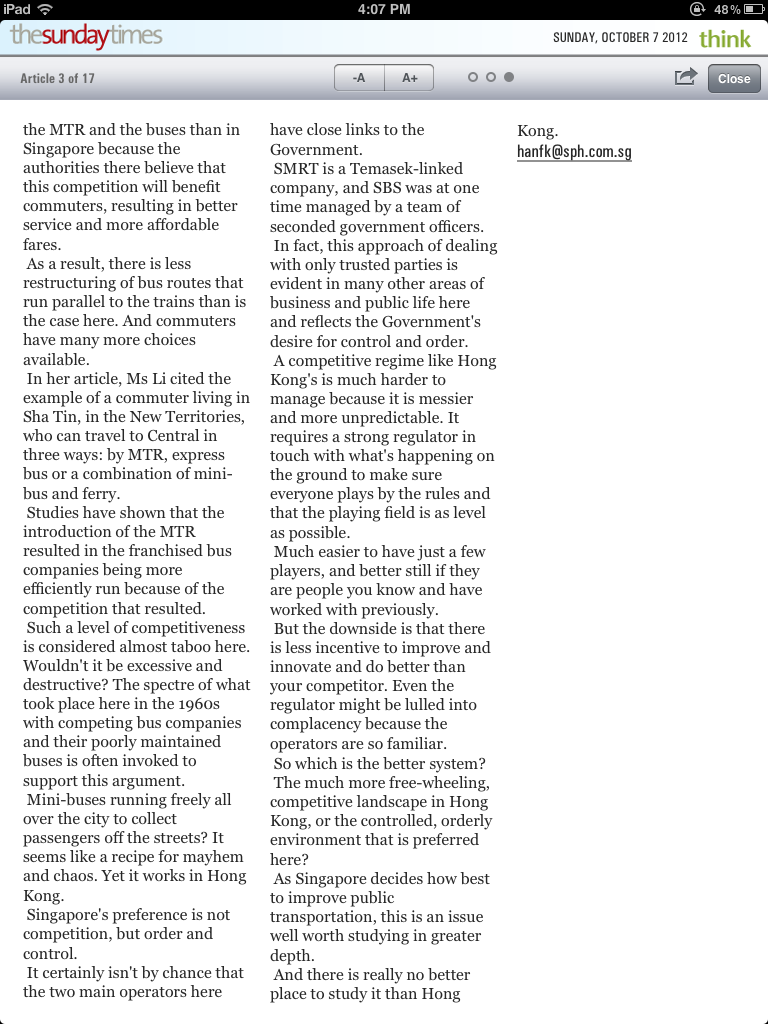 iPad
4:07 PM
48%
thesundaytimes
SUNDAY, OCTOBER 7 2012
think
Article 3 of 17
-A
A+
Close
the MTR and the buses than in
Singapore because the
authorities there believe that
this competition will benefit
commuters, resulting in better
service and more affordable
fares.
As a result, there is less
restructuring of bus routes that
run parallel to the trains than is
the case here. And commuters
have many more choices
available.
In her article, Ms Li cited the
example of a commuter living in
Sha Tin, in the New Territories,
who can travel to Central in
three ways: by MTR, express
bus or a combination of mini-
bus and ferry.
Studies have shown that the
introduction of the MTR
resulted in the franchised bus
companies being more
efficiently run because of the
competition that resulted.
Such a level of competitiveness
is considered almost taboo here.
Wouldn't it be excessive and
destructive? The spectre of what
took place here in the 1960s
with competing bus companies
and their poorly maintained
buses is often invoked to
support this argument.
Mini-buses running freely all
over the city to collect
passengers off the streets? It
seems like a recipe for mayhem
and chaos. Yet it works in Hong
Kong.
Singapore's preference is not
competition, but order and
control.
It certainly isn't by chance that
the two main operators here
have close links to the
Government.
SMRT is a Temasek-linked
company, and SBS was at one
time managed by a team of
seconded government officers.
In fact, this approach of dealing
with only trusted parties is
evident in many other areas of
business and public life here
and reflects the Government's
desire for control and order.
A competitive regime like Hong
Kong's is much harder to
manage because it is messier
and more unpredictable. It
requires a strong regulator in
touch with what's happening on
the ground to make sure
everyone plays by the rules and
that the playing field is as level
as possible.
Much easier to have just a few
players, and better still if they
are people you know and have
worked with previously.
But the downside is that there
is less incentive to improve and
innovate and do better than
your competitor. Even the
regulator might be lulled into
complacency because the
operators are so familiar.
So which is the better system?
The much more free-wheeling,
competitive landscape in Hong
Kong, or the controlled, orderly
environment that is preferred
here?
As Singapore decides how best
to improve public
transportation, this is an issue
well worth studying in greater
depth.
And there is really no better
place to study it than Hong
Kong.
hanfk@sph.com.sg